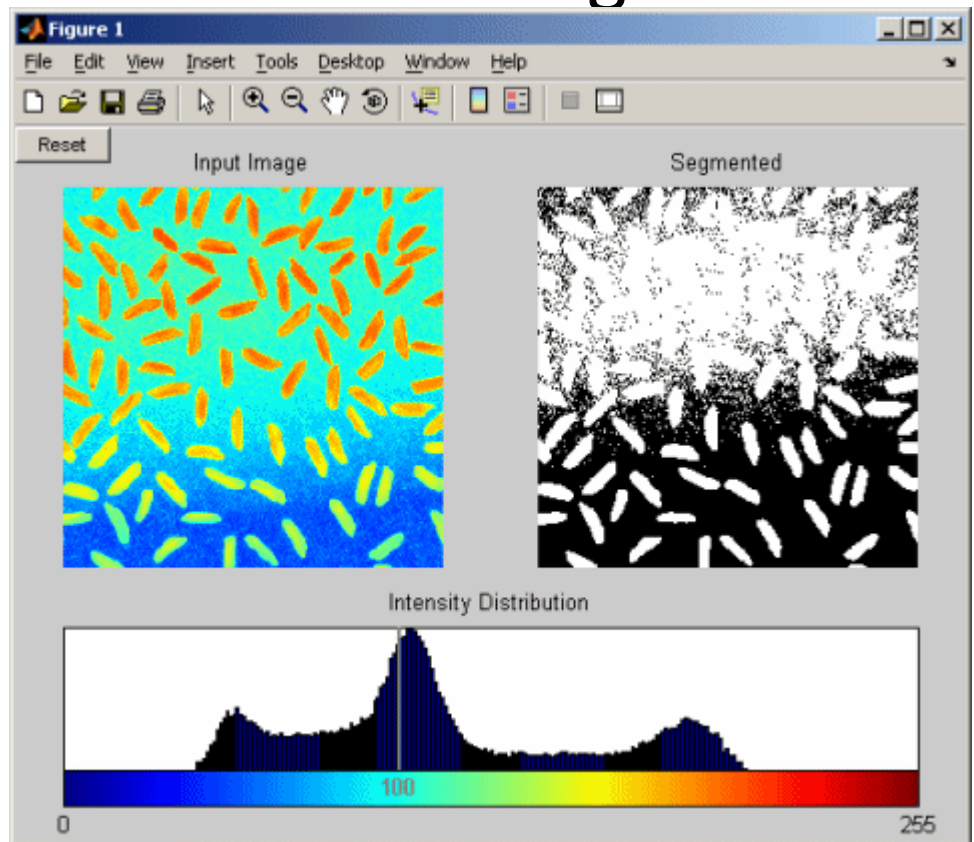 Figure 1
File Edit View Insert Tools Desktop Window Help
Reset
Input Image
Segmented
Intensity Distribution
100
0
255